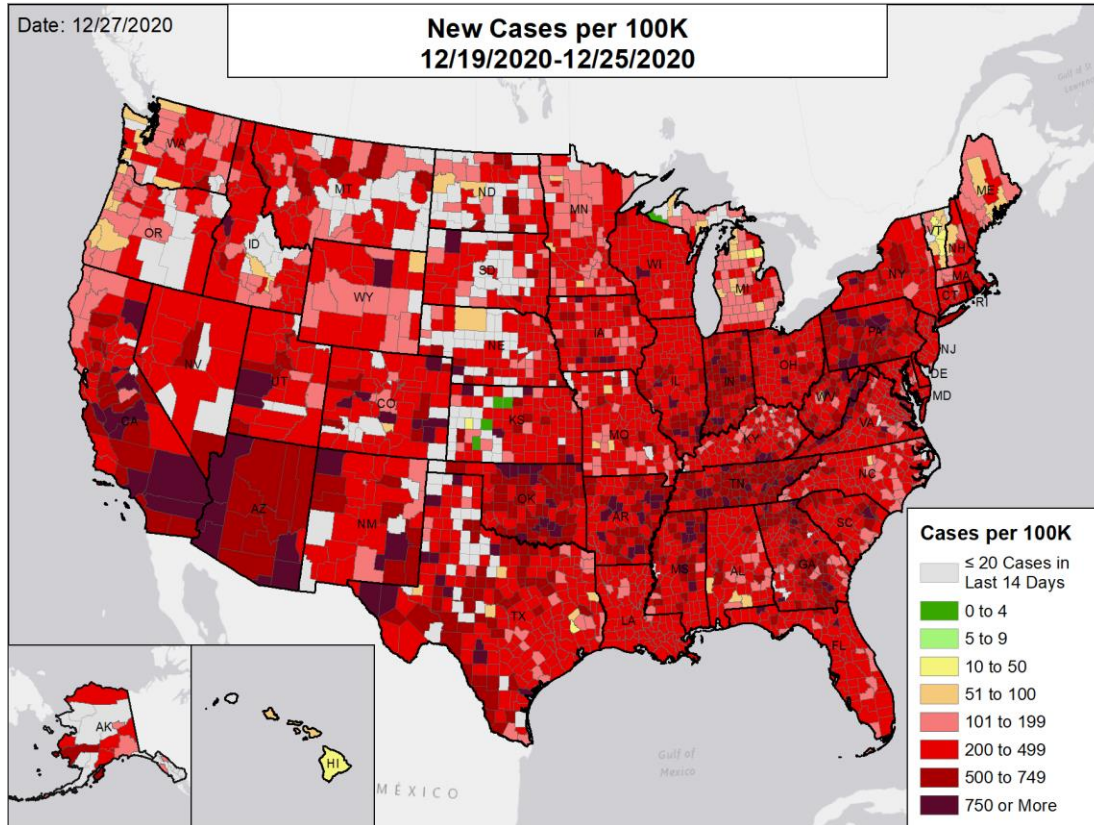 Date: 12/27/2020
New Cases per 100K
12/19/2020-12/25/2020
Gulf of St. Lawrence
WA
MT
ND
MN
ME
OR
ID
SD
WI
MI
VT
NH
NY
MA
CT
RI
WY
IA
NE
PA
NJ
NV
UT
CO
IL
IN
OH
DE
MD
CA
KS
MO
WV
VA
KY
AZ
NM
OK
AR
TN
NC
SC
MS
AL
GA
TX
LA
FL
AK
HI
MÉXICO
Gulf of
Mexico
Cases per 100K
≤ 20 Cases in
Last 14 Days
0 to 4
5 to 9
10 to 50
51 to 100
101 to 199
200 to 499
500 to 749
750 or More